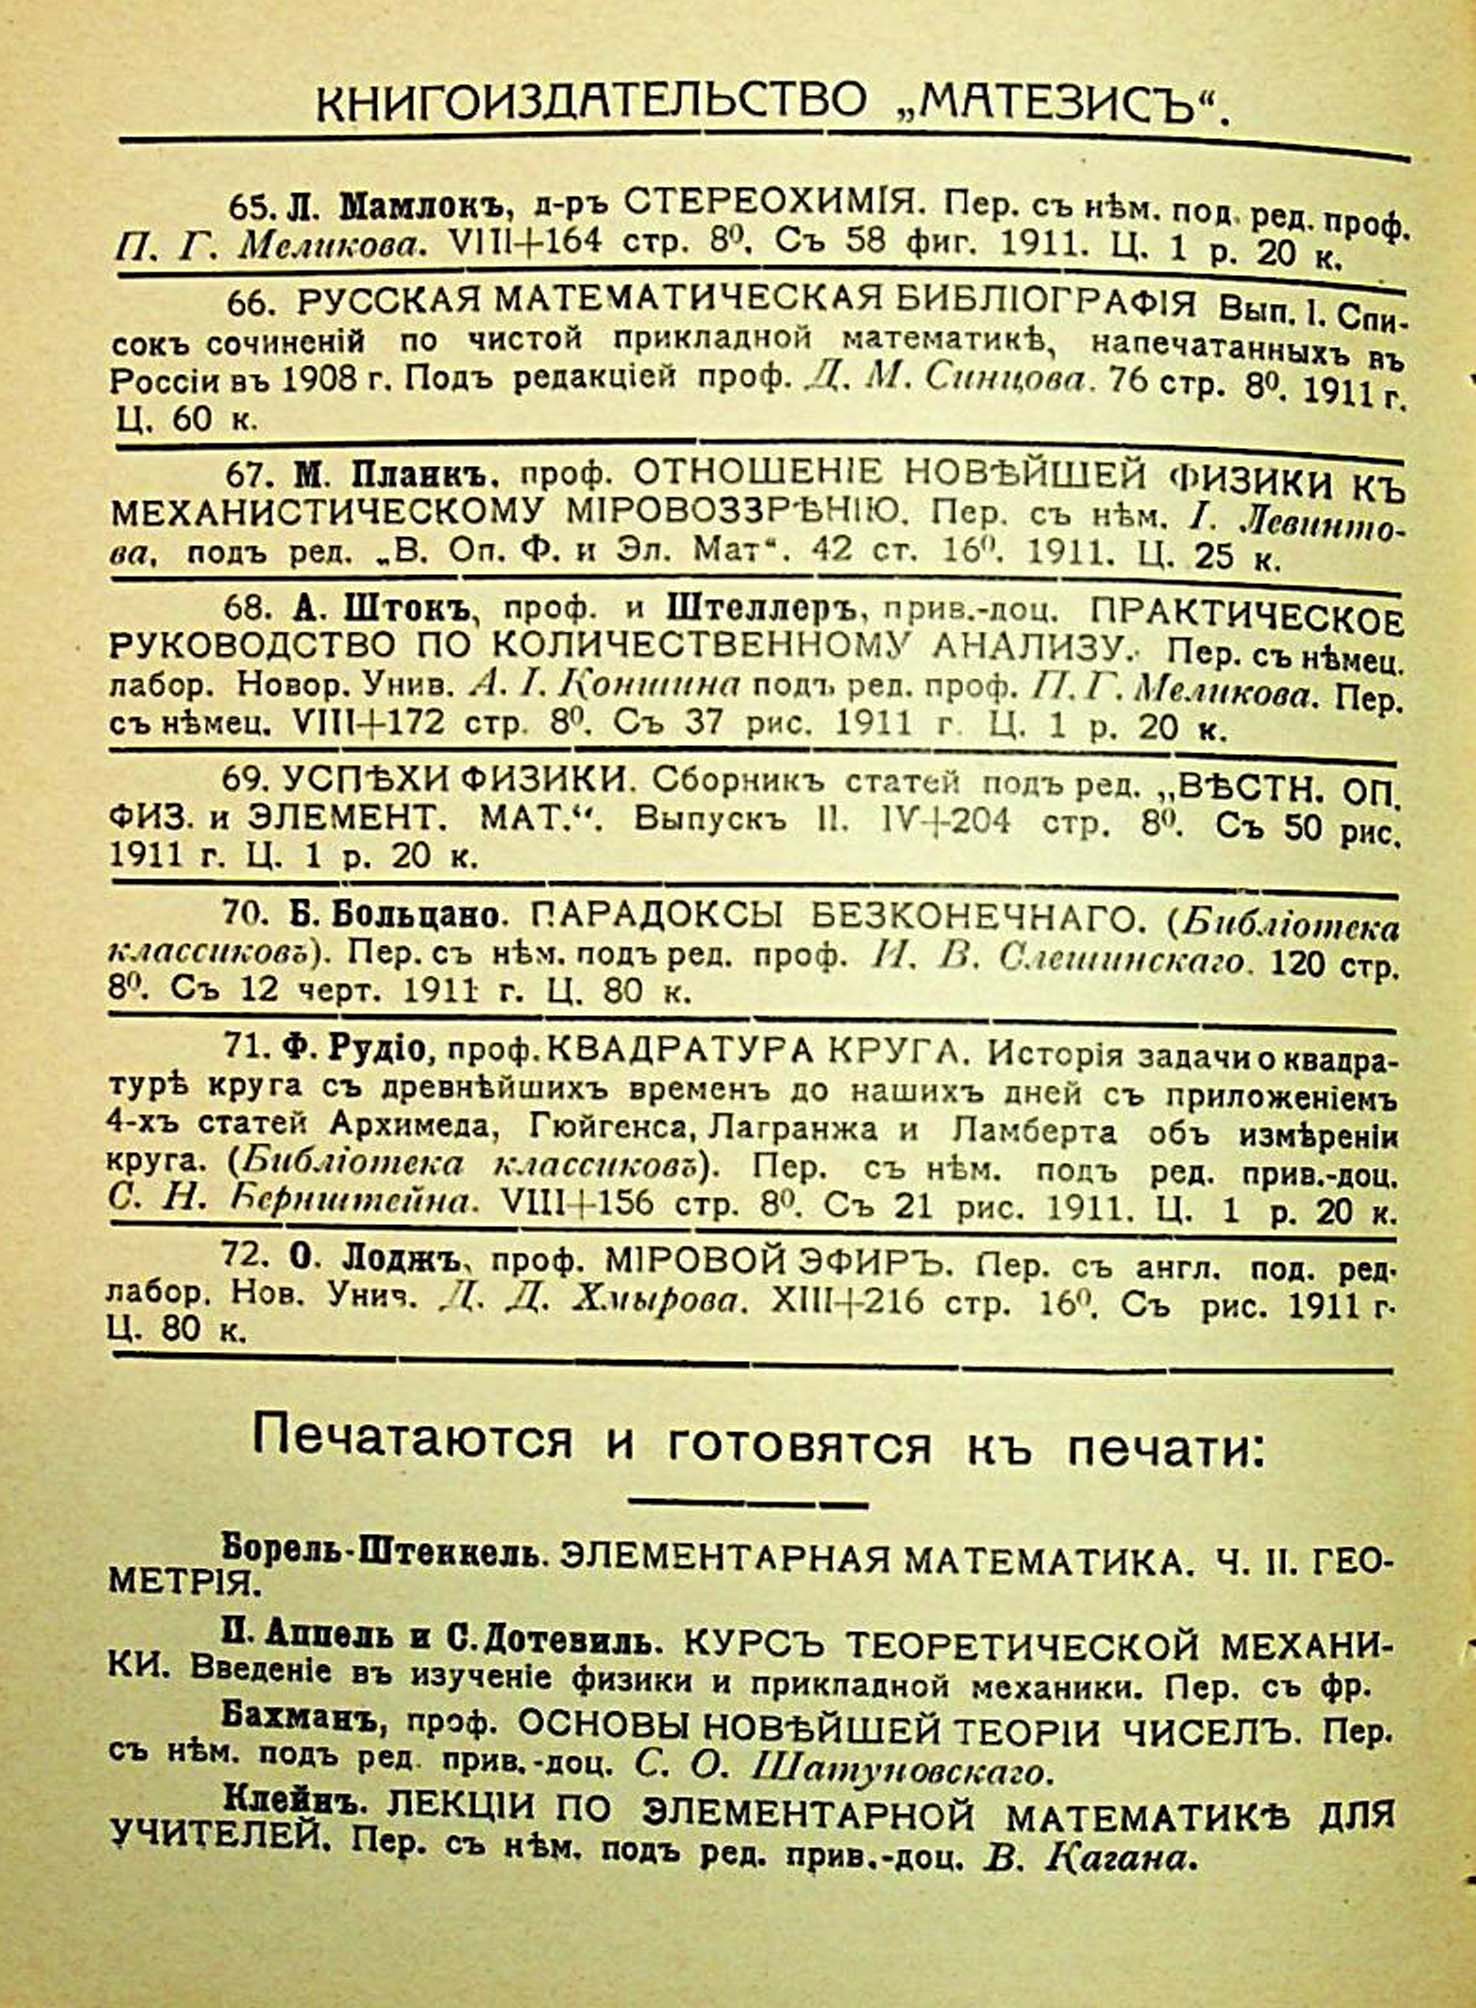 КНИГОИЗДАТЕЛЬСТВО „МАТЕЗИСЪ“.
65. Л. Мамлокъ, д-ръ СТЕРЕОХИМІЯ. Пер. съ нѣм. под. ред. проф.
П. Г. Меликова. VIII+164 стр. 8⁰. Съ 58 фиг. 1911. Ц. 1 р. 20 к.
66. РУССКАЯ МАТЕМАТИЧЕСКАЯ БИБЛІОГРАФІЯ Вып. I. Спи-
сокъ сочиненій по чистой прикладной математикѣ, напечатанныхъ въ
Россіи въ 1908 г. Подъ редакціей проф. Д. М. Синцова. 76 стр. 8⁰. 1911 г.
Ц. 60 к.
67. М. Планкъ. проф. ОТНОШЕНІЕ НОВѢЙШЕЙ ФИЗИКИ КЪ
МЕХАНИСТИЧЕСКОМУ МІРОВОЗЗРѢНІЮ. Пер. съ нѣм. І. Левинто-
ва, подъ ред. „В. Оп. Ф. и Эл. Мат“. 42 ст. 16⁰. 1911. Ц. 25 к.
68. А. Штокъ, проф. и Штеллеръ, прив.-доц. ПРАКТИЧЕСКОЕ
РУКОВОДСТВО ПО КОЛИЧЕСТВЕННОМУ АНАЛИЗУ. Пер. съ нѣмец.
лабор. Новор. Унив. А. І. Коншина подъ ред. проф. П. Г. Меликова. Пер.
съ нѣмец. VIII+172 стр. 8⁰. Съ 37 рис. 1911 г. Ц. 1 р. 20 к.
69. УСПѢХИ ФИЗИКИ. Сборникъ статей подъ ред. „ВѢСТН. ОП.
ФИЗ. и ЭЛЕМЕНТ. МАТ.“. Выпускъ II. IV+204 стр. 8⁰. Съ 50 рис.
1911 г. Ц. 1 р. 20 к.
70. Б. Больцано. ПАРАДОКСЫ БЕЗКОНЕЧНАГО. (Библіотека
классиковъ). Пер. съ нѣм. подъ ред. проф. И. В. Слешинскаго. 120 стр.
8⁰. Съ 12 черт. 1911 г. Ц. 80 к.
71. Ф. Рудіо, проф. КВАДРАТУРА КРУГА. Исторія задачи о квадра-
турѣ круга съ древнѣйшихъ временъ до нашихъ дней съ приложеніемъ
4-хъ статей Архимеда, Гюйгенса, Лагранжа и Ламберта объ измѣреніи
круга. (Библіотека классиковъ). Пер. съ нѣм. подъ ред. прив.-доц.
С. Н. Бернштейна. VIII+156 стр. 8⁰. Съ 21 рис. 1911. Ц. 1 р. 20 к.
72. О. Лоджъ, проф. МІРОВОЙ ЭФИРЪ. Пер. съ англ. под. ред.
лабор. Нов. Унив. Д. Д. Хмырова. XIII+216 стр. 16⁰. Съ рис. 1911 г.
Ц. 80 к.
Печатаются и готовятся къ печати:
Борель-Штеккель. ЭЛЕМЕНТАРНАЯ МАТЕМАТИКА. Ч. II. ГЕО-
МЕТРІЯ.
П. Аппель и С. Дотевиль. КУРСЪ ТЕОРЕТИЧЕСКОЙ МЕХАНИ-
КИ. Введеніе въ изученіе физики и прикладной механики. Пер. съ фр.
Бахманъ, проф. ОСНОВЫ НОВѢЙШЕЙ ТЕОРІИ ЧИСЕЛЪ. Пер.
съ нѣм. подъ ред. прив.-доц. С. О. Шатуновскаго.
Клейнъ. ЛЕКЦІИ ПО ЭЛЕМЕНТАРНОЙ МАТЕМАТИКѢ ДЛЯ
УЧИТЕЛЕЙ. Пер. съ нѣм. подъ ред. прив.-доц. В. Кагана.